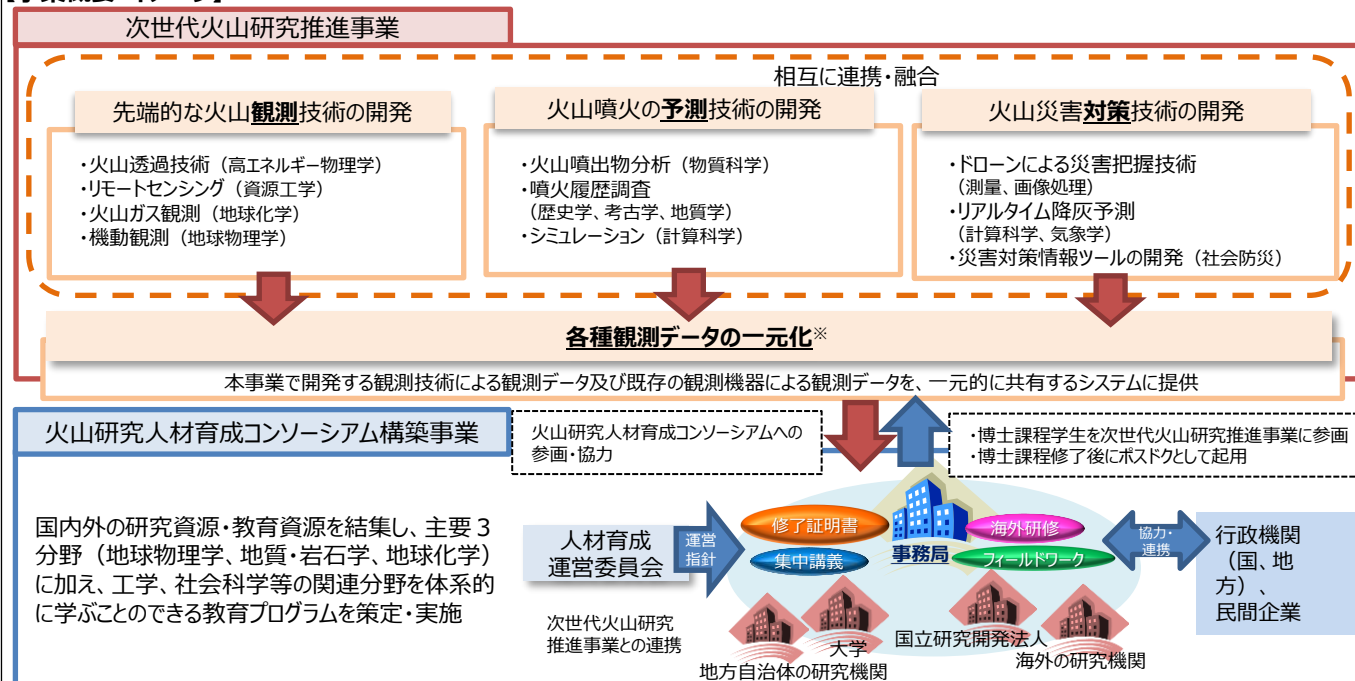 次世代火山研究推進事業
相互に連携・融合
先端的な火山観測技術の開発
・火山透過技術（高エネルギー物理学）
・リモートセンシング（資源工学）
・火山ガス観測（地球化学）
・機動観測（地球物理学）
火山噴火の予測技術の開発
・火山噴出物分析（物質科学）
・噴火履歴調査
（歴史学、考古学、地質学）
・シミュレーション（計算科学）
火山災害対策技術の開発
・ドローンによる災害把握技術
（測量、画像処理）
・リアルタイム降灰予測
（計算科学、気象学）
・災害対策情報ツールの開発（社会防災）
各種観測データの一元化※
本事業で開発する観測技術による観測データ及び既存の観測機器による観測データを、一元的に共有するシステムに提供
火山研究人材育成コンソーシアム構築事業
火山研究人材育成コンソーシアムへの
参画・協力
・博士課程学生を次世代火山研究推進事業に参画
・博士課程修了後にポスドクとして起用
国内外の研究資源・教育資源を結集し、主要３
分野（地球物理学、地質・岩石学、地球化学）
に加え、工学、社会科学等の関連分野を体系的
に学ぶことのできる教育プログラムを策定・実施
人材育成
運営委員会
運営
指針
次世代火山研究
推進事業との連携
修了証明書
集中講義
事務局
海外研修
フィールドワーク
協力・
連携
行政機関
（国、地
方）、
民間企業
大学
地方自治体の研究機関
国立研究開発法人
海外の研究機関